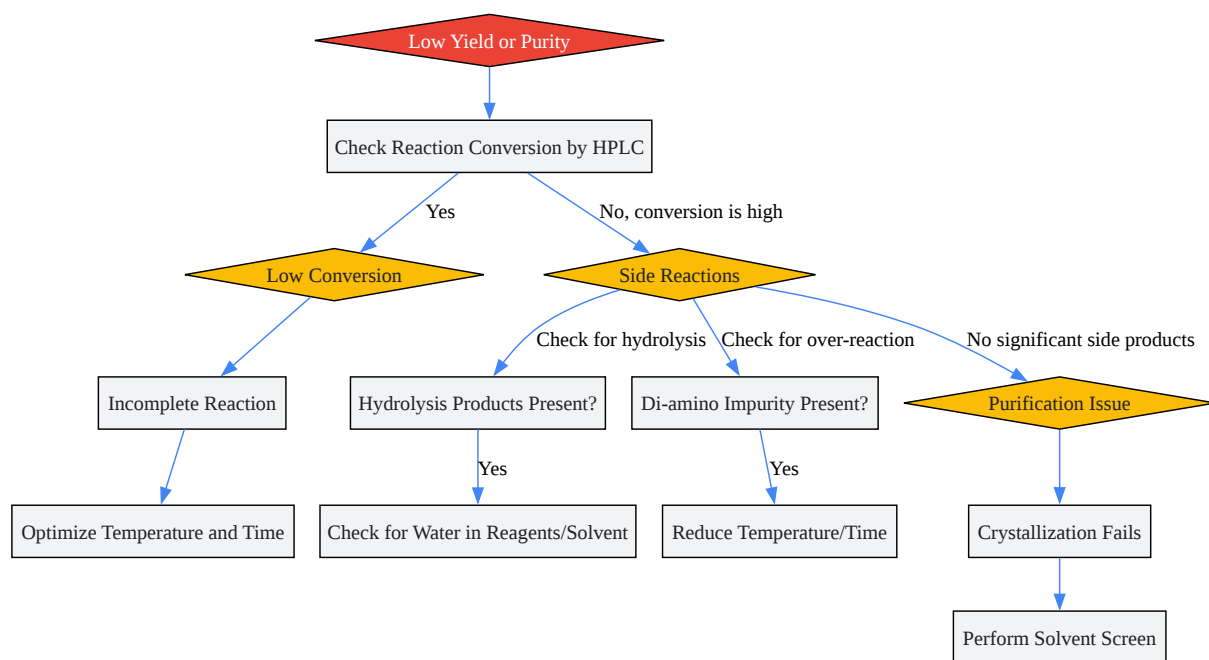 Low Yield or Purity
Check Reaction Conversion by HPLC
Yes
No, conversion is high
Low Conversion
Side Reactions
Check for hydrolysis
Check for over-reaction
No significant side products
Incomplete Reaction
Hydrolysis Products Present?
Di-amino Impurity Present?
Purification Issue
Yes
Yes
Optimize Temperature and Time
Check for Water in Reagents/Solvent
Reduce Temperature/Time
Crystallization Fails
Perform Solvent Screen